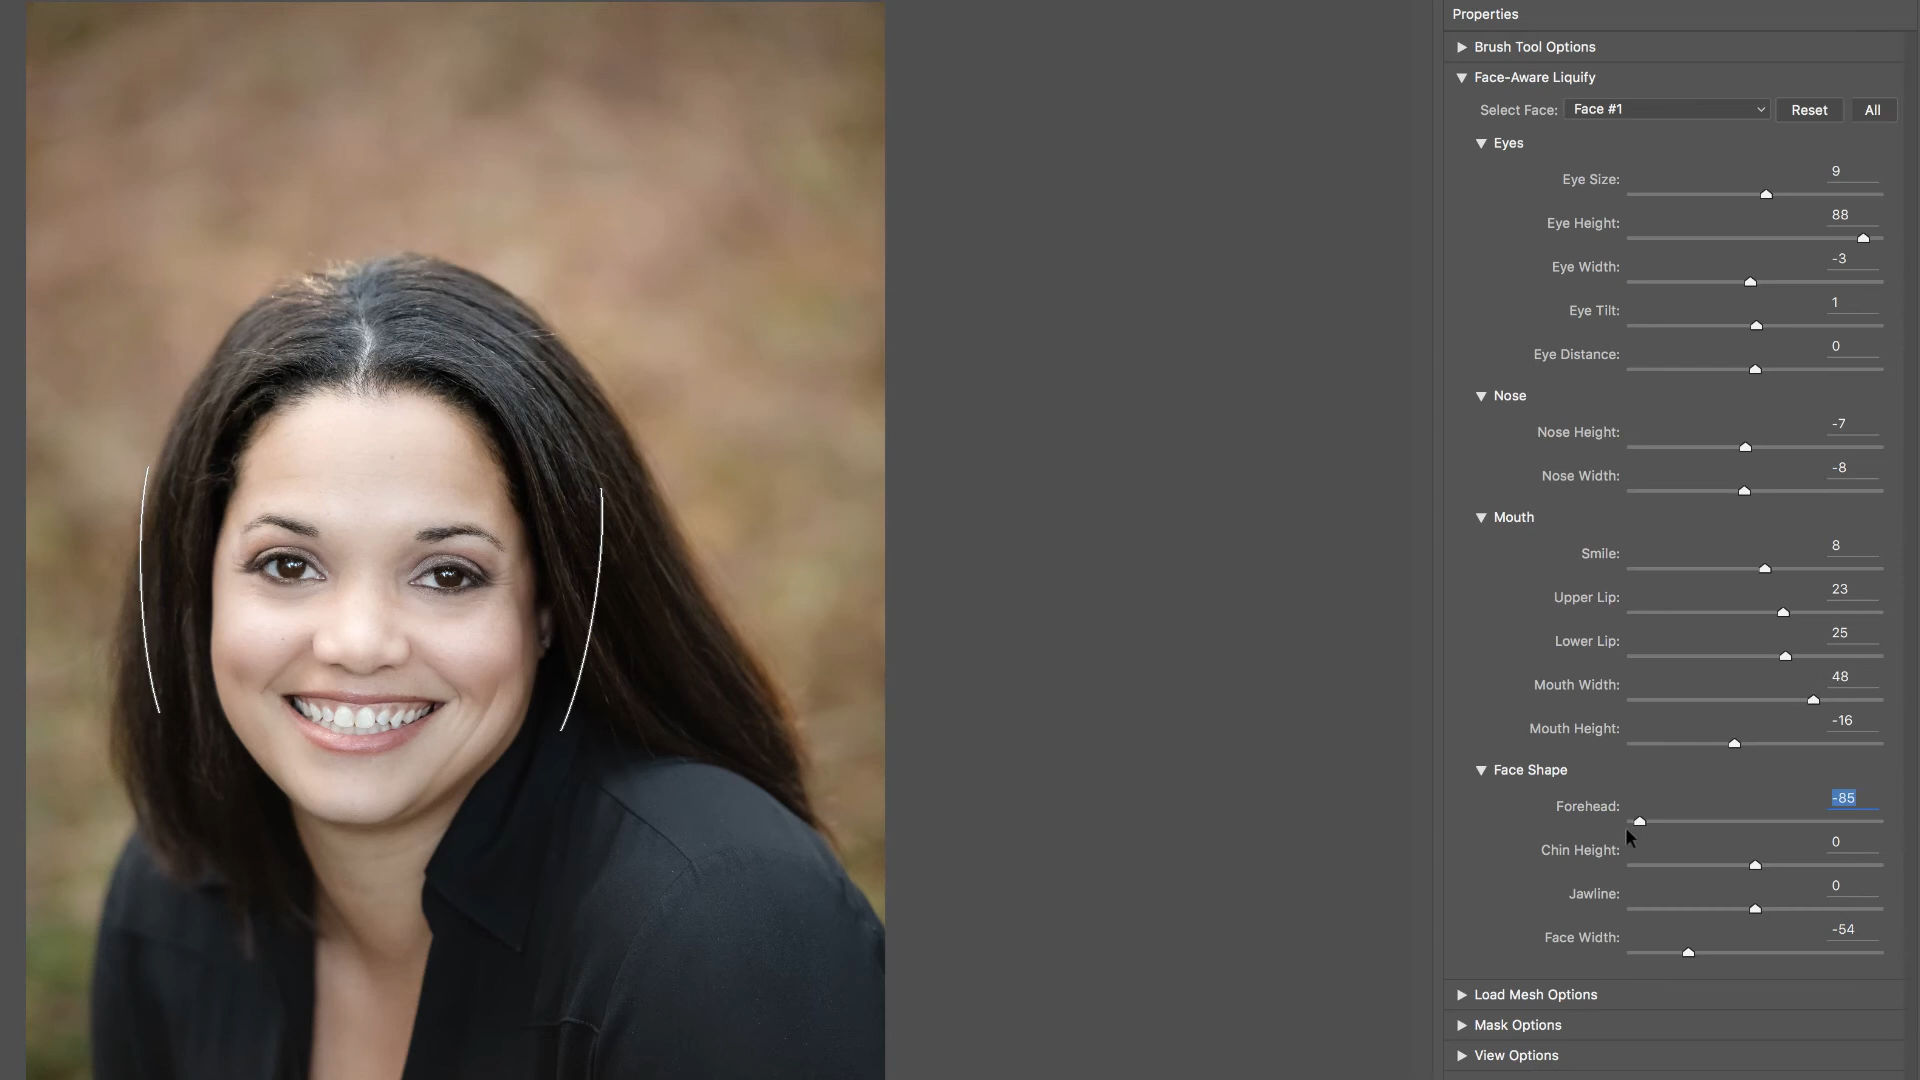 Properties
Brush Tool Options
Face-Aware Liquify
Select Face: Face #1 Reset All
Eyes
Eye Size: 9
Eye Height: 88
Eye Width: -3
Eye Tilt: 1
Eye Distance: 0
Nose
Nose Height: -7
Nose Width: -8
Mouth
Smile: 8
Upper Lip: 23
Lower Lip: 25
Mouth Width: 48
Mouth Height: -16
Face Shape
Forehead: -85
Chin Height: 0
Jawline: 0
Face Width: -54
Load Mesh Options
Mask Options
View Options